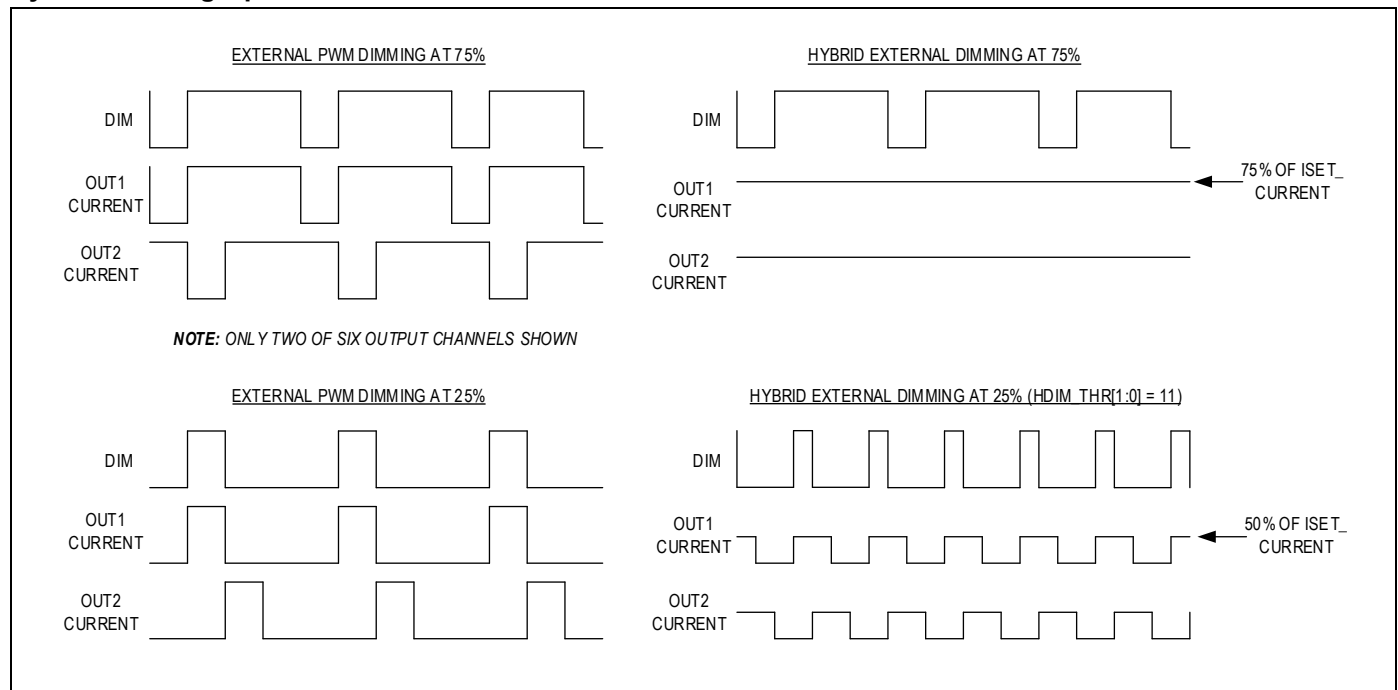 EXTERNAL PWM DIMMING AT 75%
DIM
OUT1
CURRENT
OUT2
CURRENT
NOTE: ONLY TWO OF SIX OUTPUT CHANNELS SHOWN
HYBRID EXTERNAL DIMMING AT 75%
DIM
OUT1
CURRENT
75% OF ISET_
CURRENT
OUT2
CURRENT
EXTERNAL PWM DIMMING AT 25%
DIM
OUT1
CURRENT
OUT2
CURRENT
HYBRID EXTERNAL DIMMING AT 25% (HDIM_THR[1:0] = 11)
DIM
OUT1
CURRENT
50% OF ISET_
CURRENT
OUT2
CURRENT